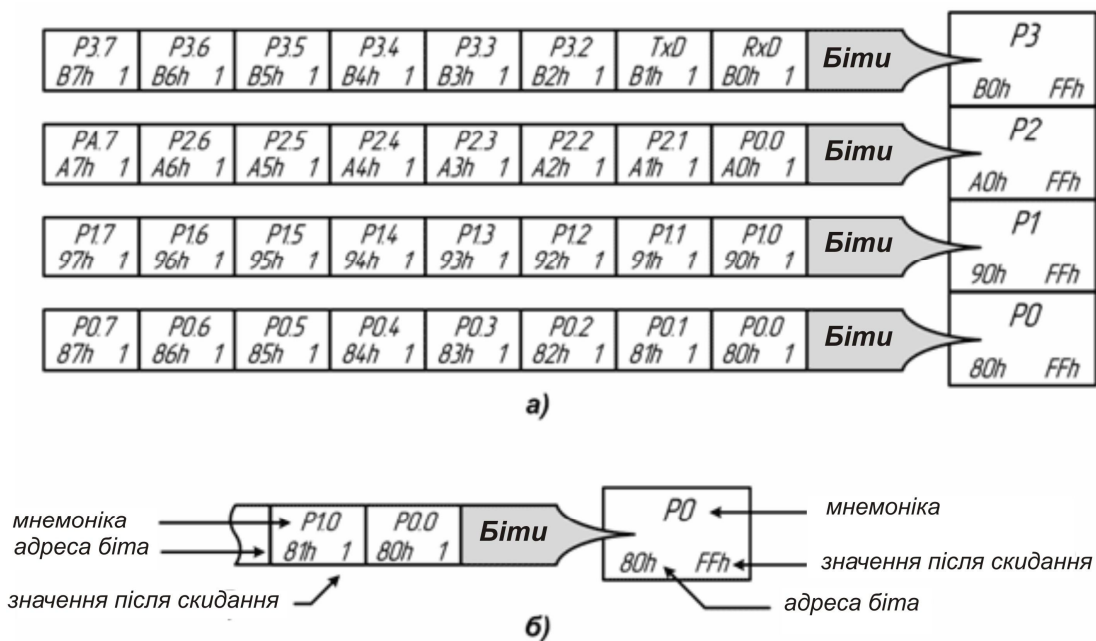 P3.7 P3.6 P3.5 P3.4 P3.3 P3.2 TxD RxD Біти P3
B7h 1 B6h 1 B5h 1 B4h 1 B3h 1 B2h 1 B1h 1 B0h 1 B0h FFh
PA.7 P2.6 P2.5 P2.4 P2.3 P2.2 P2.1 P0.0 Біти P2
A7h 1 A6h 1 A5h 1 A4h 1 A3h 1 A2h 1 A1h 1 A0h 1 A0h FFh
P1.7 P1.6 P1.5 P1.4 P1.3 P1.2 P1.1 P1.0 Біти P1
97h 1 96h 1 95h 1 94h 1 93h 1 92h 1 91h 1 90h 1 90h FFh
P0.7 P0.6 P0.5 P0.4 P0.3 P0.2 P0.1 P0.0 Біти P0
87h 1 86h 1 85h 1 84h 1 83h 1 82h 1 81h 1 80h 1 80h FFh
а)
мнемоніка P1.0 P0.0 Біти P0 мнемоніка
адреса біта 81h 1 80h 1 80h FFh значення після скидання
значення після скидання адреса біта
б)